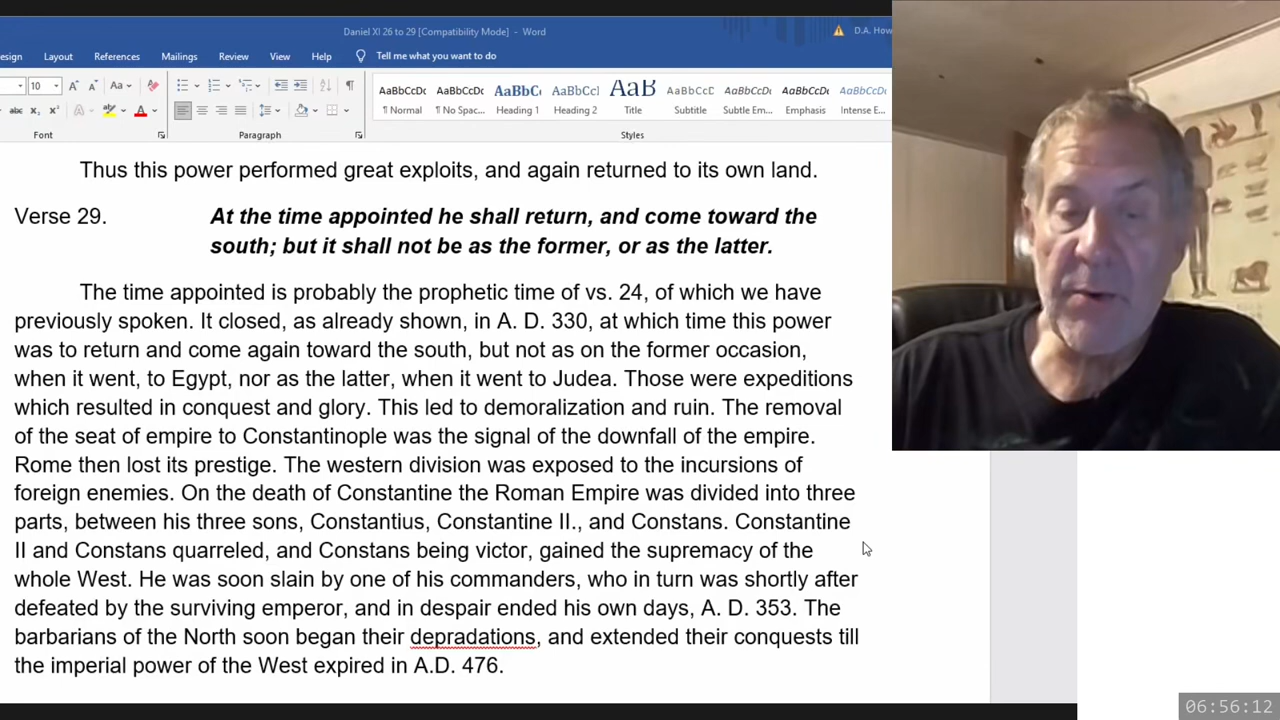 Daniel XI 26 to 29 [Compatibility Mode] - Word
D.A. How
esign Layout References Mailings Review View Help Tell me what you want to do
10 Aa
AaBbCcDc AaBbCcDc AaBbCc AaBbCcC AaB AaBbCcD AaBbCcDc AaBbCcDc AaBbCcDc
¶ Normal ¶ No Spac... Heading 1 Heading 2 Title Subtitle Subtle Em... Emphasis Intense E...
Font Paragraph Styles
Thus this power performed great exploits, and again returned to its own land.
Verse 29. At the time appointed he shall return, and come toward the
south; but it shall not be as the former, or as the latter.
The time appointed is probably the prophetic time of vs. 24, of which we have
previously spoken. It closed, as already shown, in A. D. 330, at which time this power
was to return and come again toward the south, but not as on the former occasion,
when it went, to Egypt, nor as the latter, when it went to Judea. Those were expeditions
which resulted in conquest and glory. This led to demoralization and ruin. The removal
of the seat of empire to Constantinople was the signal of the downfall of the empire.
Rome then lost its prestige. The western division was exposed to the incursions of
foreign enemies. On the death of Constantine the Roman Empire was divided into three
parts, between his three sons, Constantius, Constantine II., and Constans. Constantine
II and Constans quarreled, and Constans being victor, gained the supremacy of the
whole West. He was soon slain by one of his commanders, who in turn was shortly after
defeated by the surviving emperor, and in despair ended his own days, A. D. 353. The
barbarians of the North soon began their depradations, and extended their conquests till
the imperial power of the West expired in A.D. 476.
06:56:12